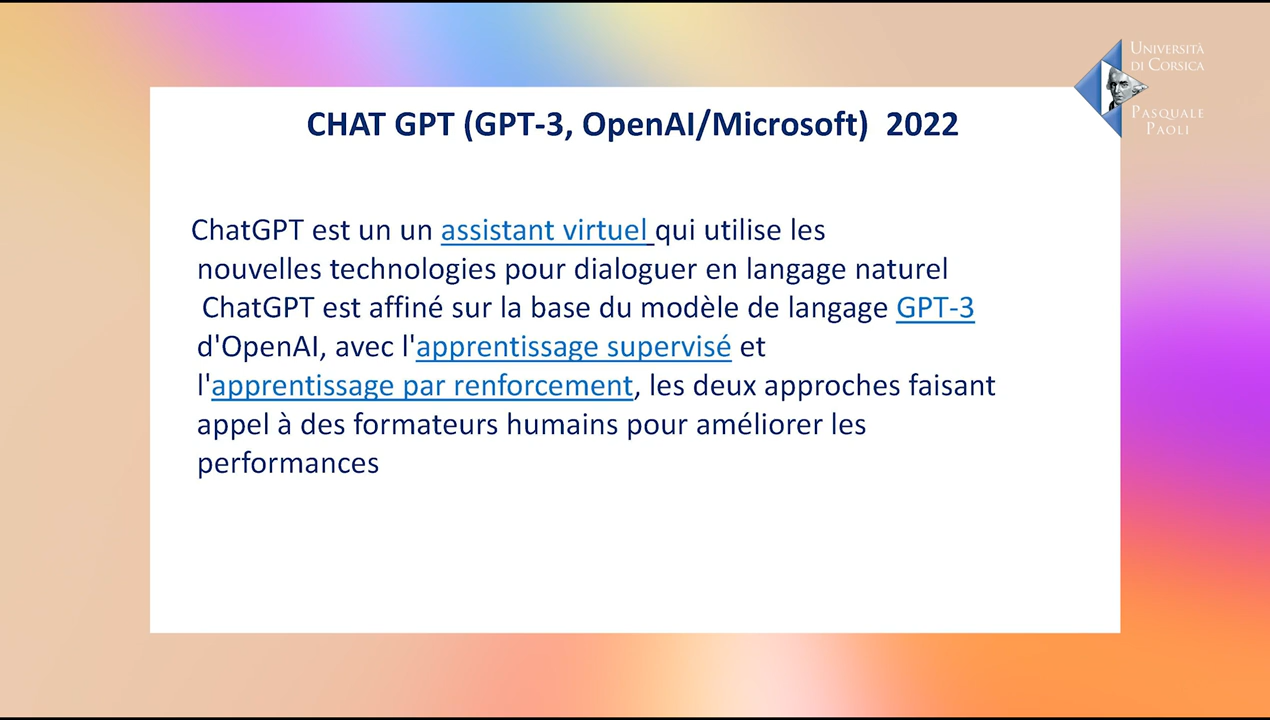 UNIVERSITÀ
DI CORSICA
PASQUALE
PAOLI
CHAT GPT (GPT-3, OpenAI/Microsoft)  2022
ChatGPT est un un assistant virtuel qui utilise les
nouvelles technologies pour dialoguer en langage naturel
ChatGPT est affiné sur la base du modèle de langage GPT-3
d'OpenAI, avec l'apprentissage supervisé et
l'apprentissage par renforcement, les deux approches faisant
appel à des formateurs humains pour améliorer les
performances